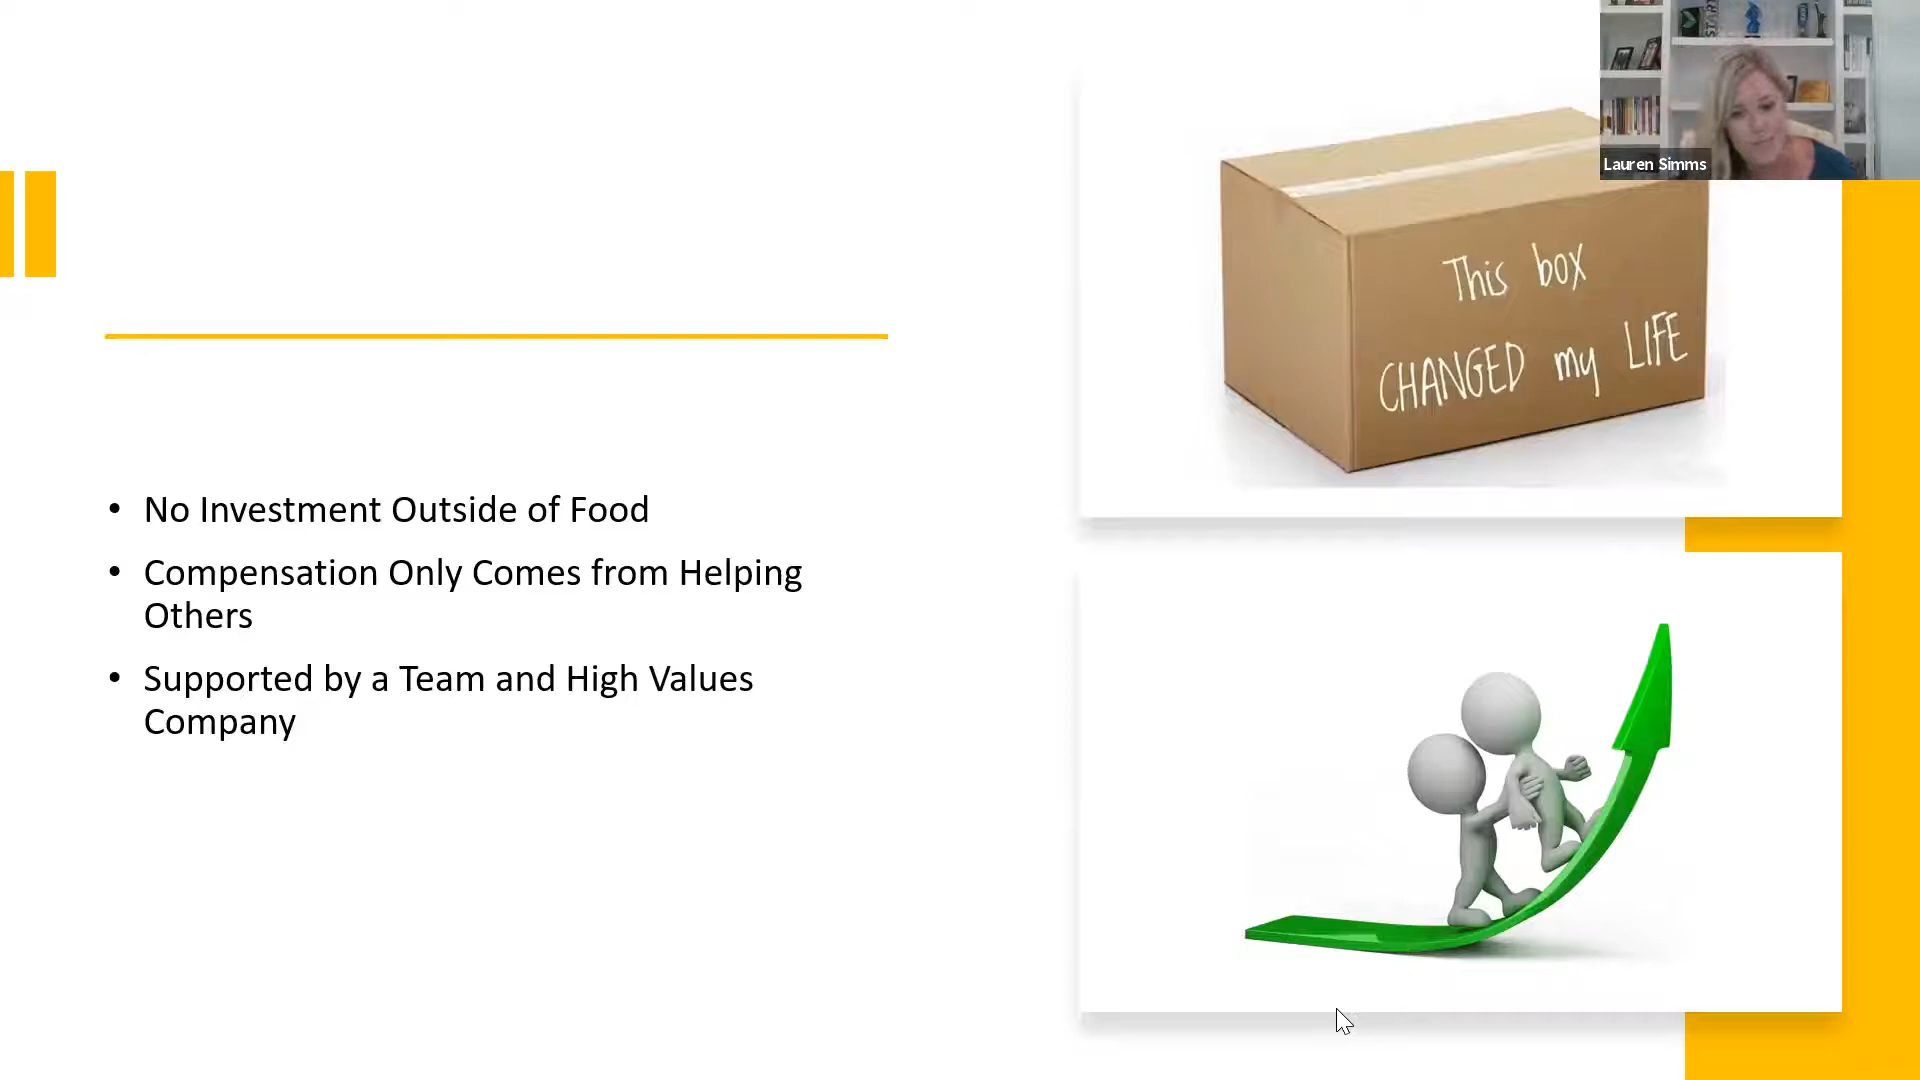 Lauren Simms
This box
CHANGED my LIFE
• No Investment Outside of Food
• Compensation Only Comes from Helping
Others
• Supported by a Team and High Values
Company